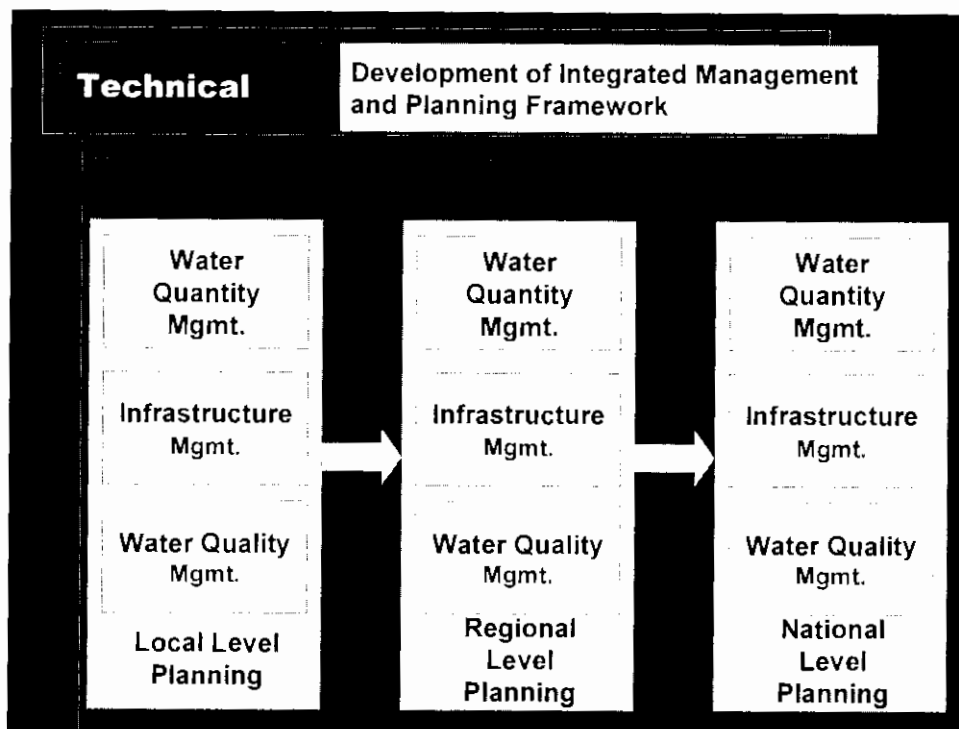 Technical
Development of Integrated Management
and Planning Framework
Water
Quantity
Mgmt.
Infrastructure
Mgmt.
Water Quality
Mgmt.
Local Level
Planning
Water
Quantity
Mgmt.
Infrastructure
Mgmt.
Water Quality
Mgmt.
Regional
Level
Planning
Water
Quantity
Mgmt.
Infrastructure
Mgmt.
Water Quality
Mgmt.
National
Level
Planning